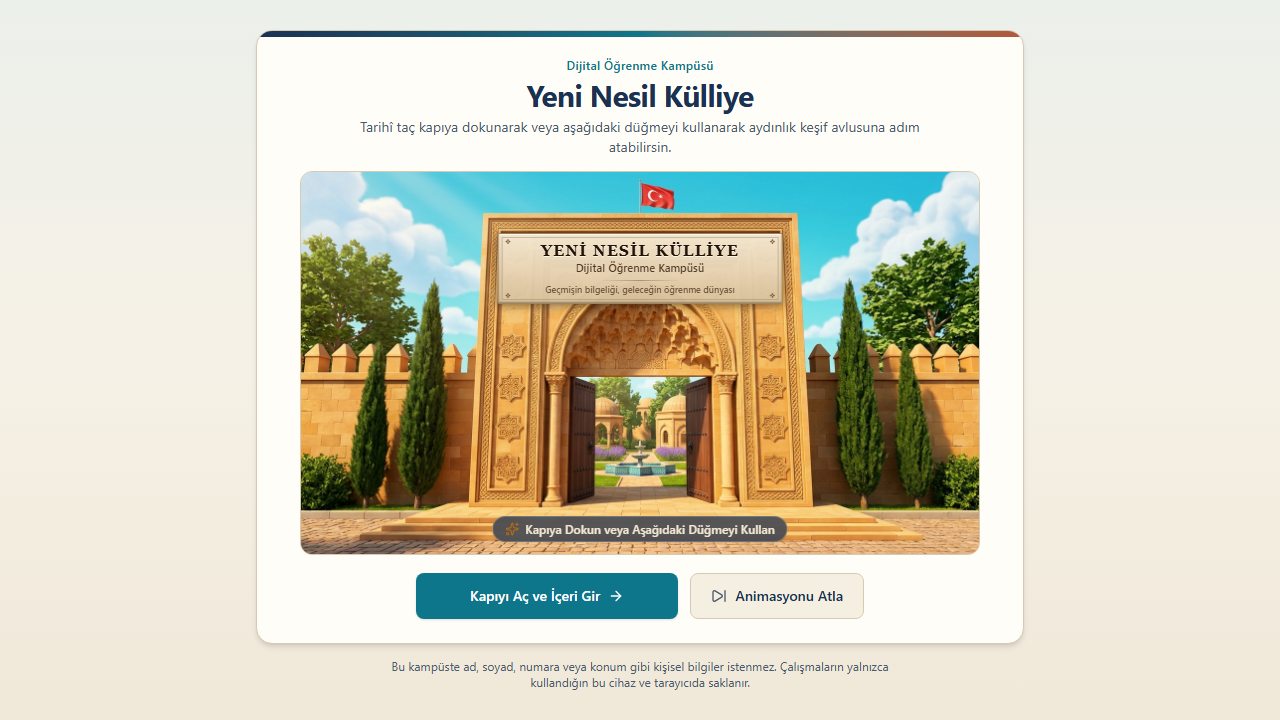 Dijital Öğrenme Kampüsü
Yeni Nesil Külliye
Tarihî taç kapıya dokunarak veya aşağıdaki düğmeyi kullanarak aydınlık keşif avlusuna adım
atabilirsin.
YENİ NESİL KÜLLİYE
Dijital Öğrenme Kampüsü
Geçmişin bilgeliği, geleceğin öğrenme dünyası
Kapıya Dokun veya Aşağıdaki Düğmeyi Kullan
Kapıyı Aç ve İçeri Gir
Animasyonu Atla
Bu kampüste ad, soyad, numara veya konum gibi kişisel bilgiler istenmez. Çalışmaların yalnızca
kullandığın bu cihaz ve tarayıcıda saklanır.